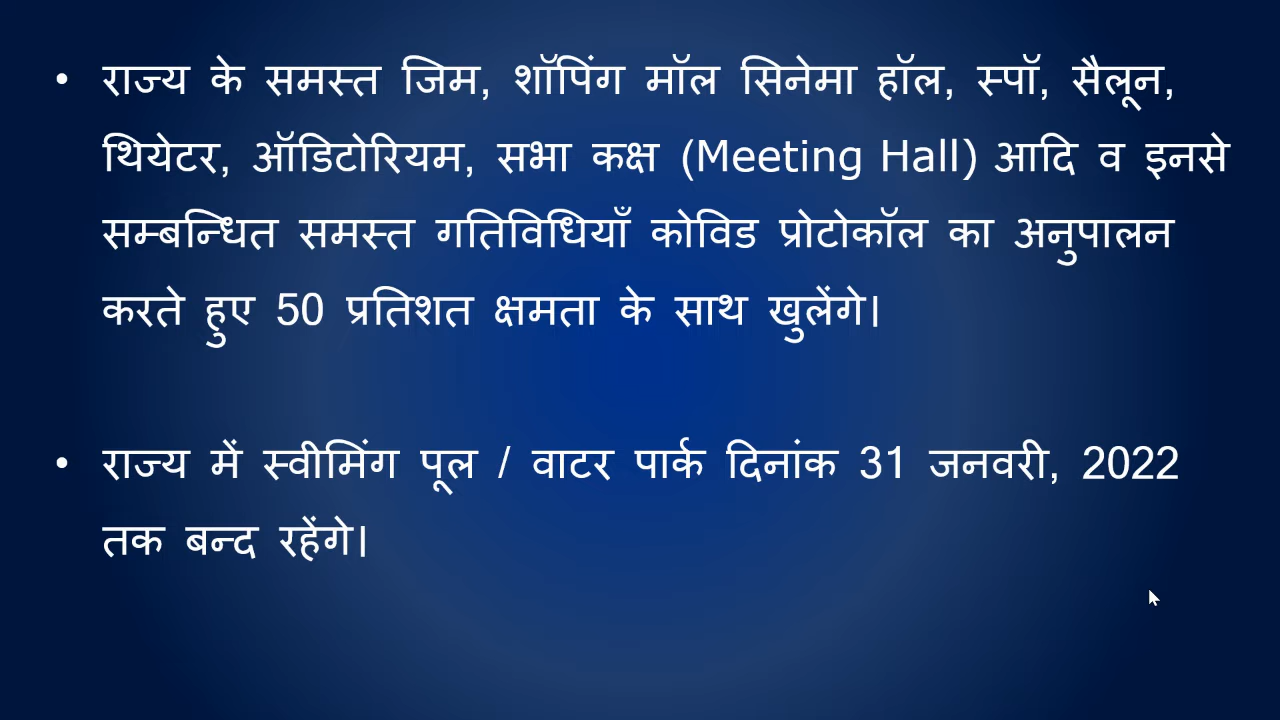 • राज्य के समस्त जिम, शॉपिंग मॉल सिनेमा हॉल, स्पॉ, सैलून,
थियेटर, ऑडिटोरियम, सभा कक्ष (Meeting Hall) आदि व इनसे
सम्बन्धित समस्त गतिविधियाँ कोविड प्रोटोकॉल का अनुपालन
करते हुए 50 प्रतिशत क्षमता के साथ खुलेंगे।
• राज्य में स्वीमिंग पूल / वाटर पार्क दिनांक 31 जनवरी, 2022
तक बन्द रहेंगे।